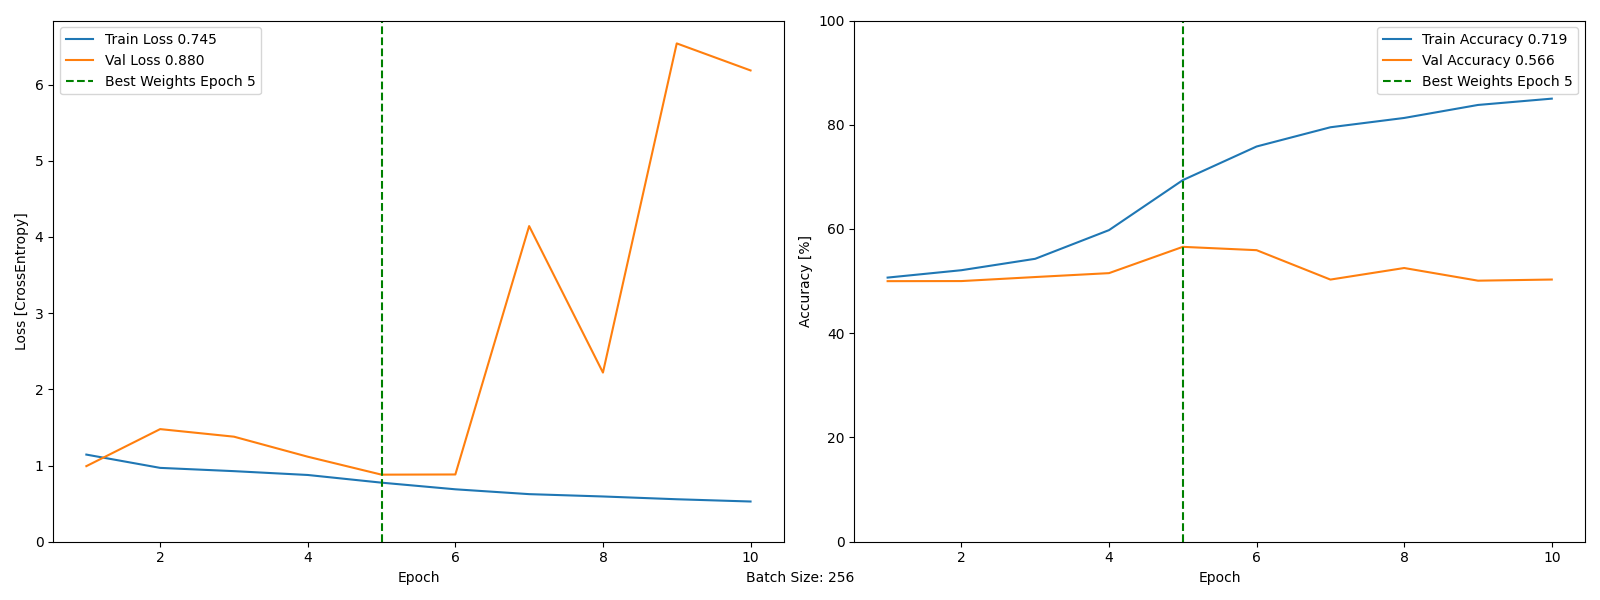 Train Loss 0.745
Val Loss 0.880
Best Weights Epoch 5
Loss [CrossEntropy]
6
5
4
3
2
1
0
2 4 6 8 10
Epoch
Train Accuracy 0.719
Val Accuracy 0.566
Best Weights Epoch 5
Accuracy [%]
100
80
60
40
20
0
2 4 6 8 10
Epoch
Batch Size: 256